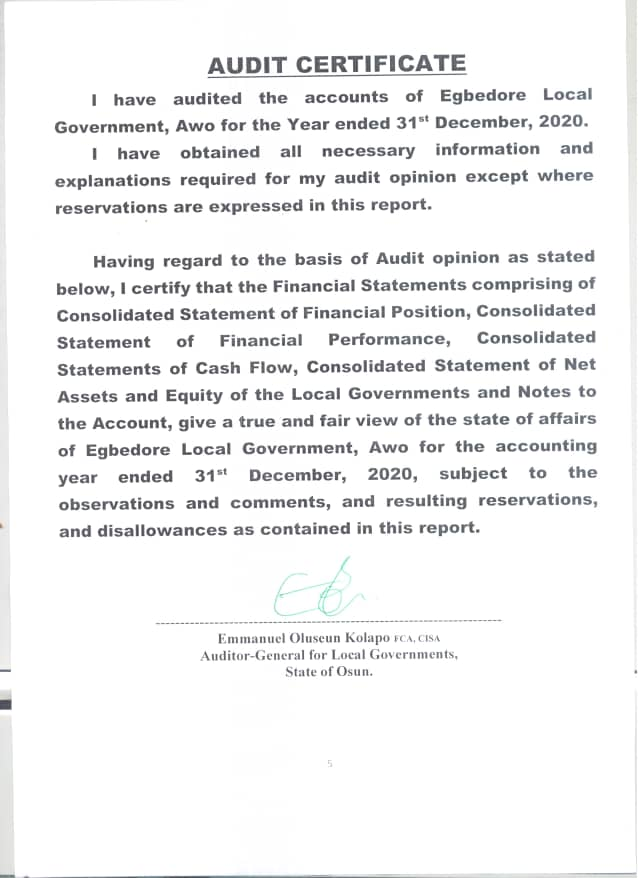 AUDIT CERTIFICATE
I have audited the accounts of Egbedore Local
Government, Awo for the Year ended 31st December, 2020.
I have obtained all necessary information and
explanations required for my audit opinion except where
reservations are expressed in this report.
Having regard to the basis of Audit opinion as stated
below, I certify that the Financial Statements comprising of
Consolidated Statement of Financial Position, Consolidated
Statement of Financial Performance, Consolidated
Statements of Cash Flow, Consolidated Statement of Net
Assets and Equity of the Local Governments and Notes to
the Account, give a true and fair view of the state of affairs
of Egbedore Local Government, Awo for the accounting
year ended 31st December, 2020, subject to the
observations and comments, and resulting reservations,
and disallowances as contained in this report.
Emmanuel Oluseun Kolapo FCA, CISA
Auditor-General for Local Governments,
State of Osun.
5